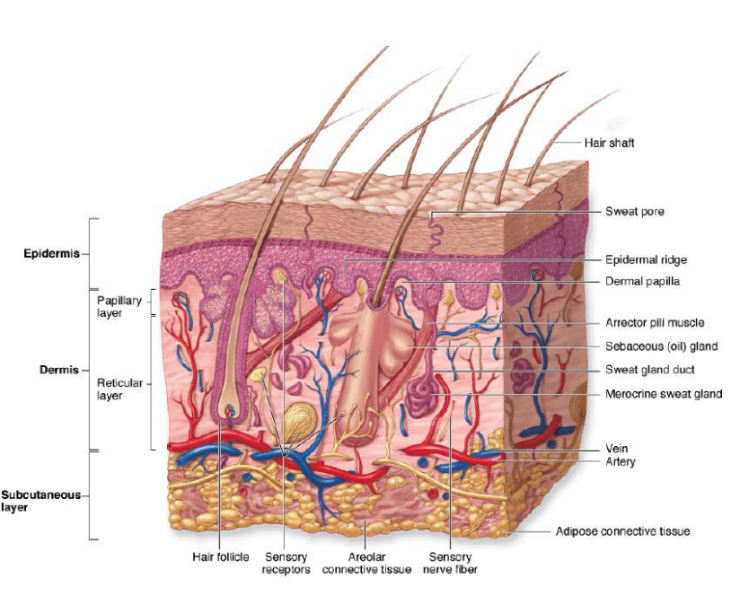 Hair shaft
Sweat pore
Epidermis
Epidermal ridge
Dermal papilla
Papillary
layer
Arrector pili muscle
Sebaceous (oil) gland
Dermis
Sweat gland duct
Reticular
layer
Merocrine sweat gland
Vein
Artery
Subcutaneous
layer
Adipose connective tissue
Hair follicle
Sensory
receptors
Areolar
connective tissue
Sensory
nerve fiber